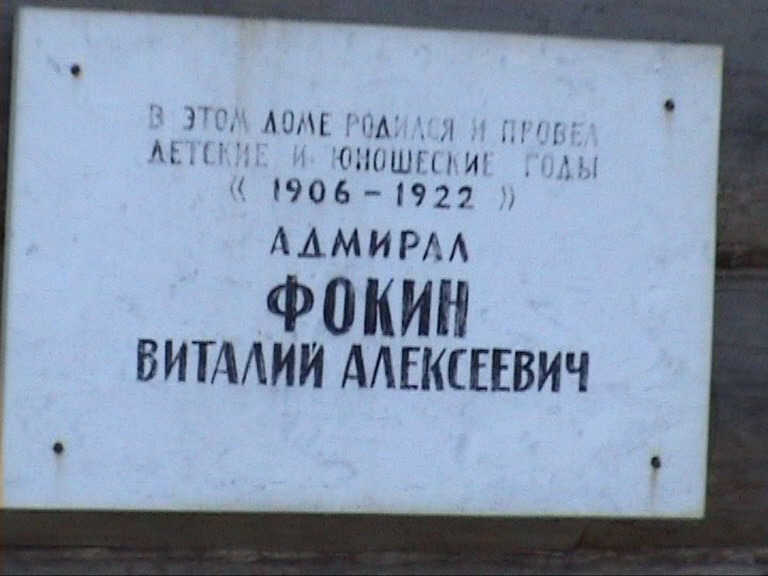 В ЭТОМ ДОМЕ РОДИЛСЯ И ПРОВЕЛ
ДЕТСКИЕ И ЮНОШЕСКИЕ ГОДЫ
« 1906 – 1922 »
АДМИРАЛ
ФОКИН
ВИТАЛИЙ АЛЕКСЕЕВИЧ